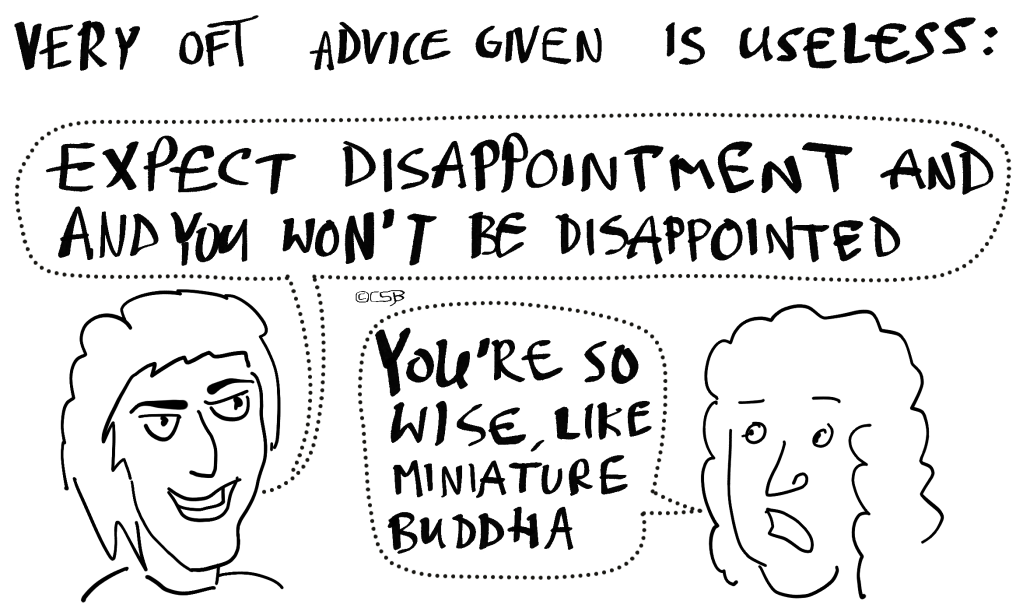 VERY OFT ADVICE GIVEN IS USELESS:
EXPECT DISAPPOINTMENT AND
AND YOU WON'T BE DISAPPOINTED
©CSB
YOU'RE SO
WISE, LIKE
MINIATURE
BUDDHA